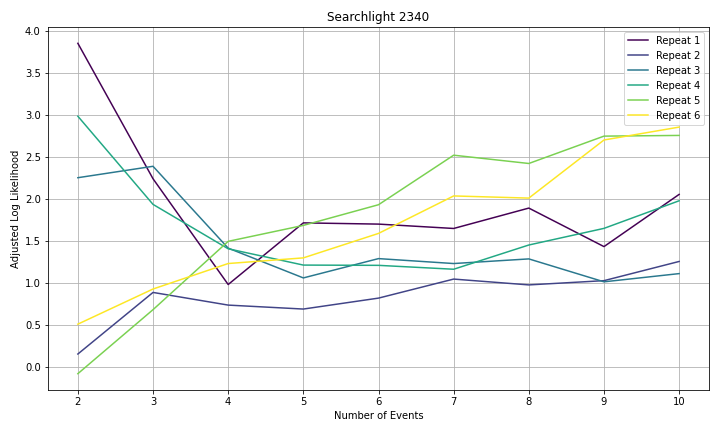 Searchlight 2340
Adjusted Log Likelihood
4.0
3.5
3.0
2.5
2.0
1.5
1.0
0.5
0.0
Repeat 1
Repeat 2
Repeat 3
Repeat 4
Repeat 5
Repeat 6
2 3 4 5 6 7 8 9 10
Number of Events